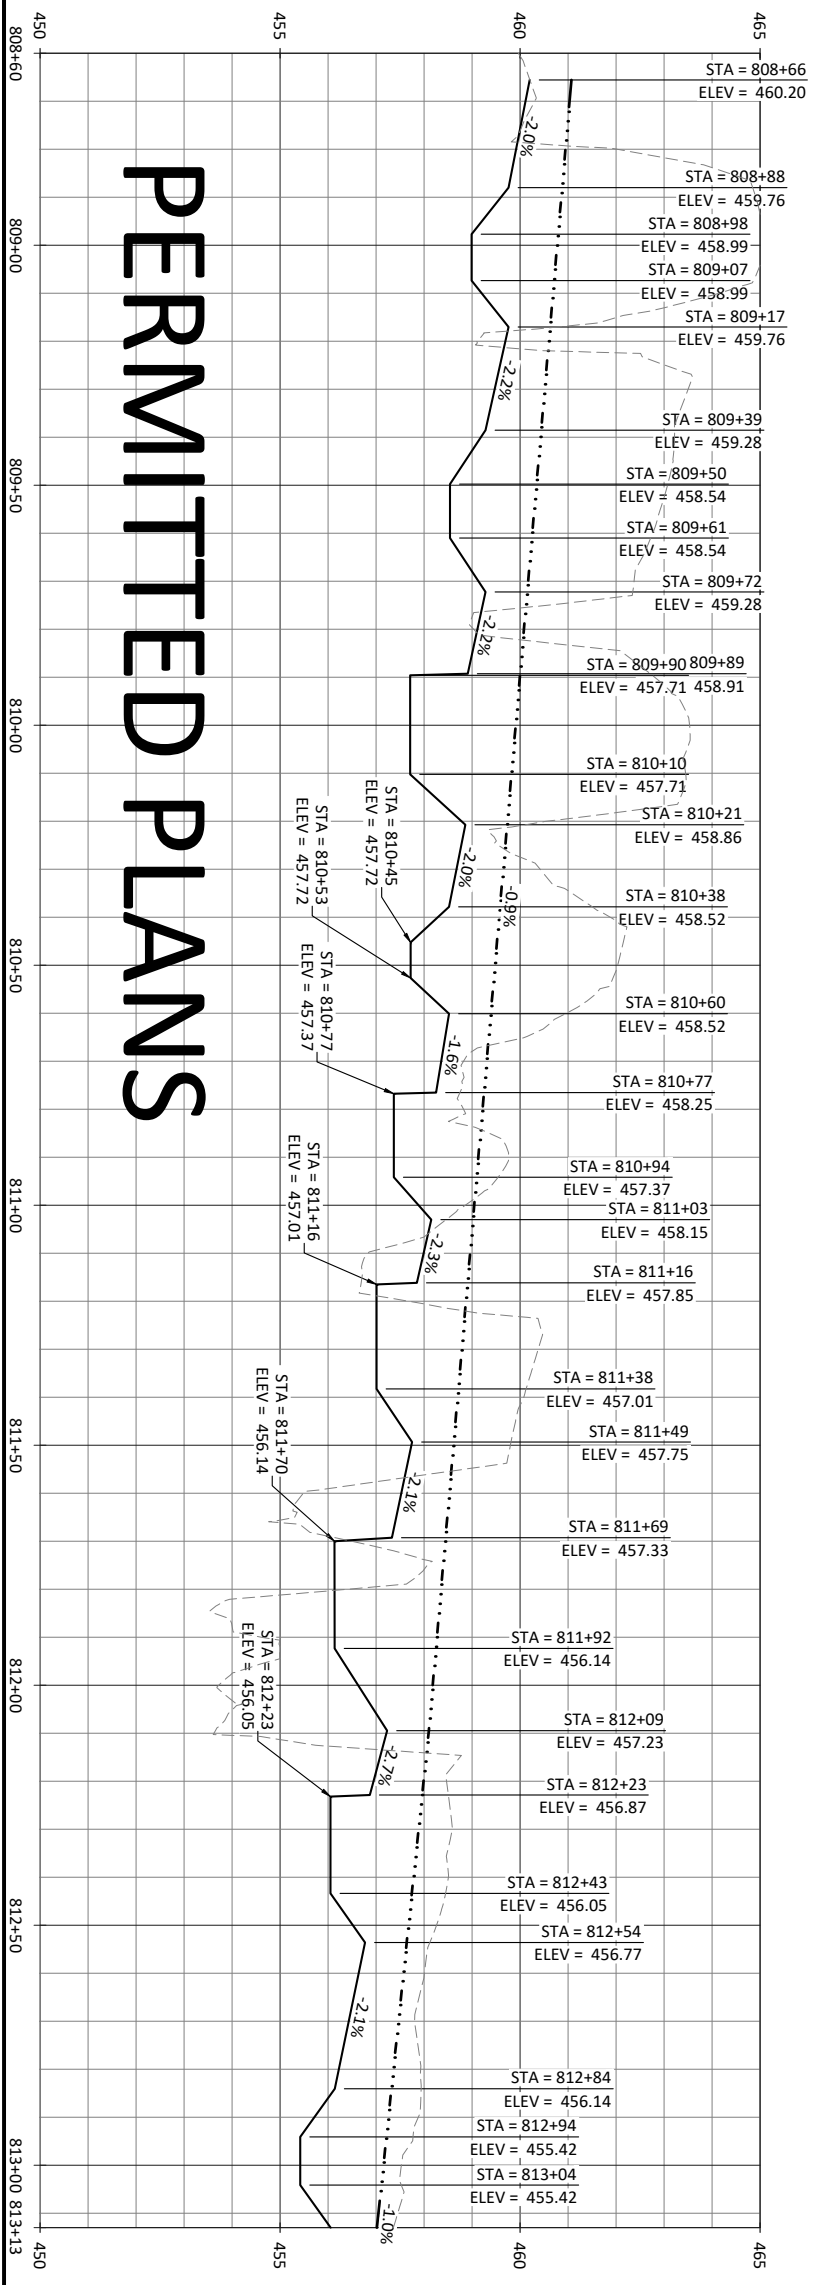 450
455
460
465
808+60
809+00
809+50
810+00
810+50
811+00
811+50
812+00
812+50
813+00
813+13
STA = 808+66
ELEV = 460.20
STA = 808+88
ELEV = 459.76
STA = 808+98
ELEV = 458.99
STA = 809+07
ELEV = 458.99
STA = 809+17
ELEV = 459.76
STA = 809+39
ELEV = 459.28
STA = 809+50
ELEV = 458.54
STA = 809+61
ELEV = 458.54
STA = 809+72
ELEV = 459.28
STA = 809+90 809+89
ELEV = 457.71 458.91
STA = 810+10
ELEV = 457.71
STA = 810+21
ELEV = 458.86
STA = 810+38
ELEV = 458.52
STA = 810+60
ELEV = 458.52
STA = 810+77
ELEV = 458.25
STA = 810+94
ELEV = 457.37
STA = 811+03
ELEV = 458.15
STA = 811+16
ELEV = 457.85
STA = 811+38
ELEV = 457.01
STA = 811+49
ELEV = 457.75
STA = 811+69
ELEV = 457.33
STA = 811+92
ELEV = 456.14
STA = 812+09
ELEV = 457.23
STA = 812+23
ELEV = 456.87
STA = 812+43
ELEV = 456.05
STA = 812+54
ELEV = 456.77
STA = 812+84
ELEV = 456.14
STA = 812+94
ELEV = 455.42
STA = 813+04
ELEV = 455.42
-2.0%
-2.2%
-2.2%
-2.0%
-0.9%
-1.6%
-2.3%
-2.1%
-2.7%
-2.1%
-1.0%
STA = 810+45
ELEV = 457.72
STA = 810+53
ELEV = 457.72
STA = 810+77
ELEV = 457.37
STA = 811+16
ELEV = 457.01
STA = 811+70
ELEV = 456.14
STA = 812+23
ELEV = 456.05
PERMITTED PLANS
450
455
460
465